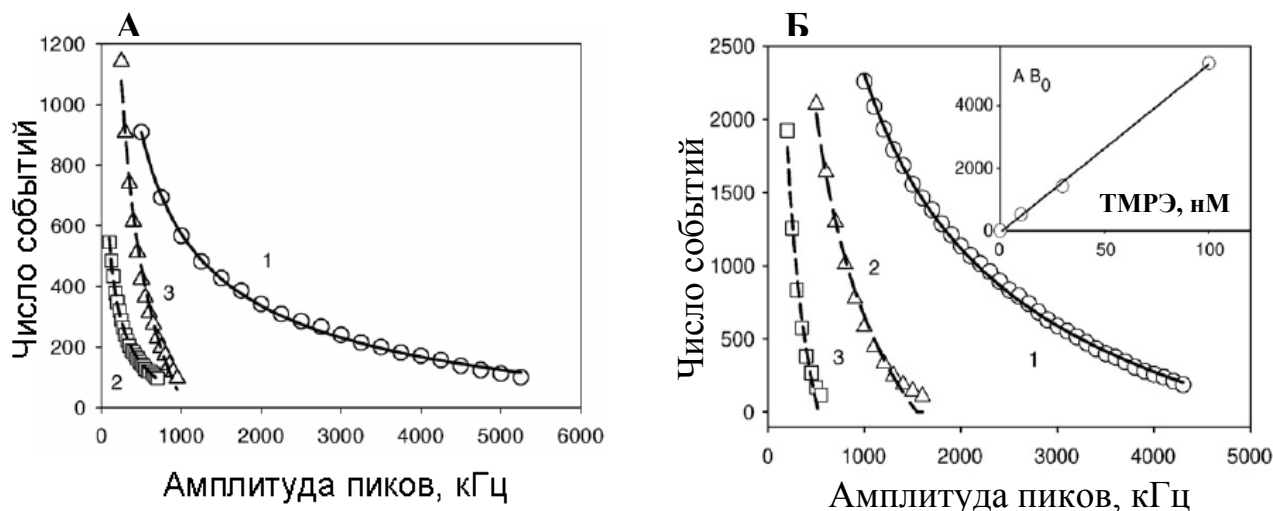 А
Число событий
1200
1000
800
600
400
200
0
1
2
3
0 1000 2000 3000 4000 5000 6000
Амплитуда пиков, кГц
Б
Число событий
2500
2000
1500
1000
500
0
1
2
3
0 1000 2000 3000 4000 5000
Амплитуда пиков, кГц
A B0
4000
2000
0
ТМРЭ, нМ
0 50 100